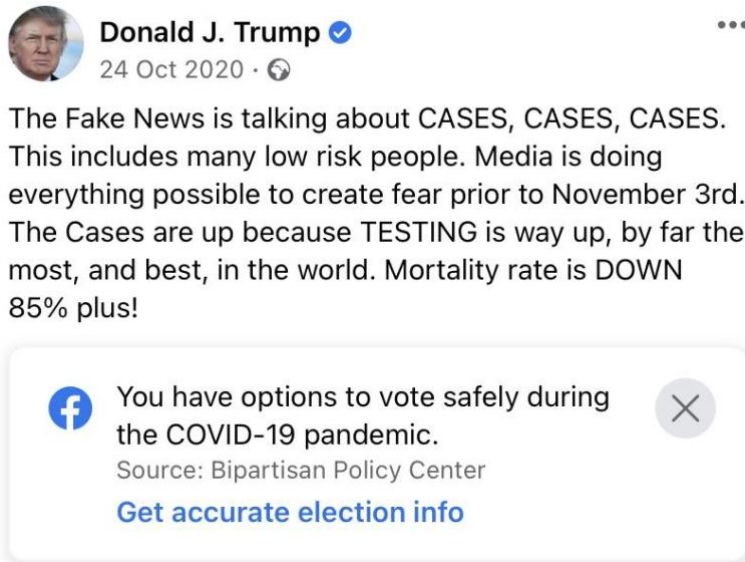 Donald J. Trump
24 Oct 2020 ·
The Fake News is talking about CASES, CASES, CASES.
This includes many low risk people. Media is doing
everything possible to create fear prior to November 3rd.
The Cases are up because TESTING is way up, by far the
most, and best, in the world. Mortality rate is DOWN
85% plus!
You have options to vote safely during
the COVID-19 pandemic.
Source: Bipartisan Policy Center
Get accurate election info